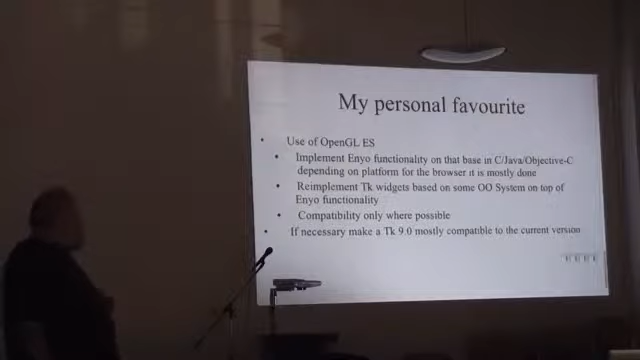 My personal favourite
• Use of OpenGL ES
• Implement Enyo functionality on that base in C/Java/Objective-C
depending on platform for the browser it is mostly done
• Reimplement Tk widgets based on some OO System on top of
Enyo functionality
• Compatibility only where possible
• If necessary make a Tk 9.0 mostly compatible to the current version